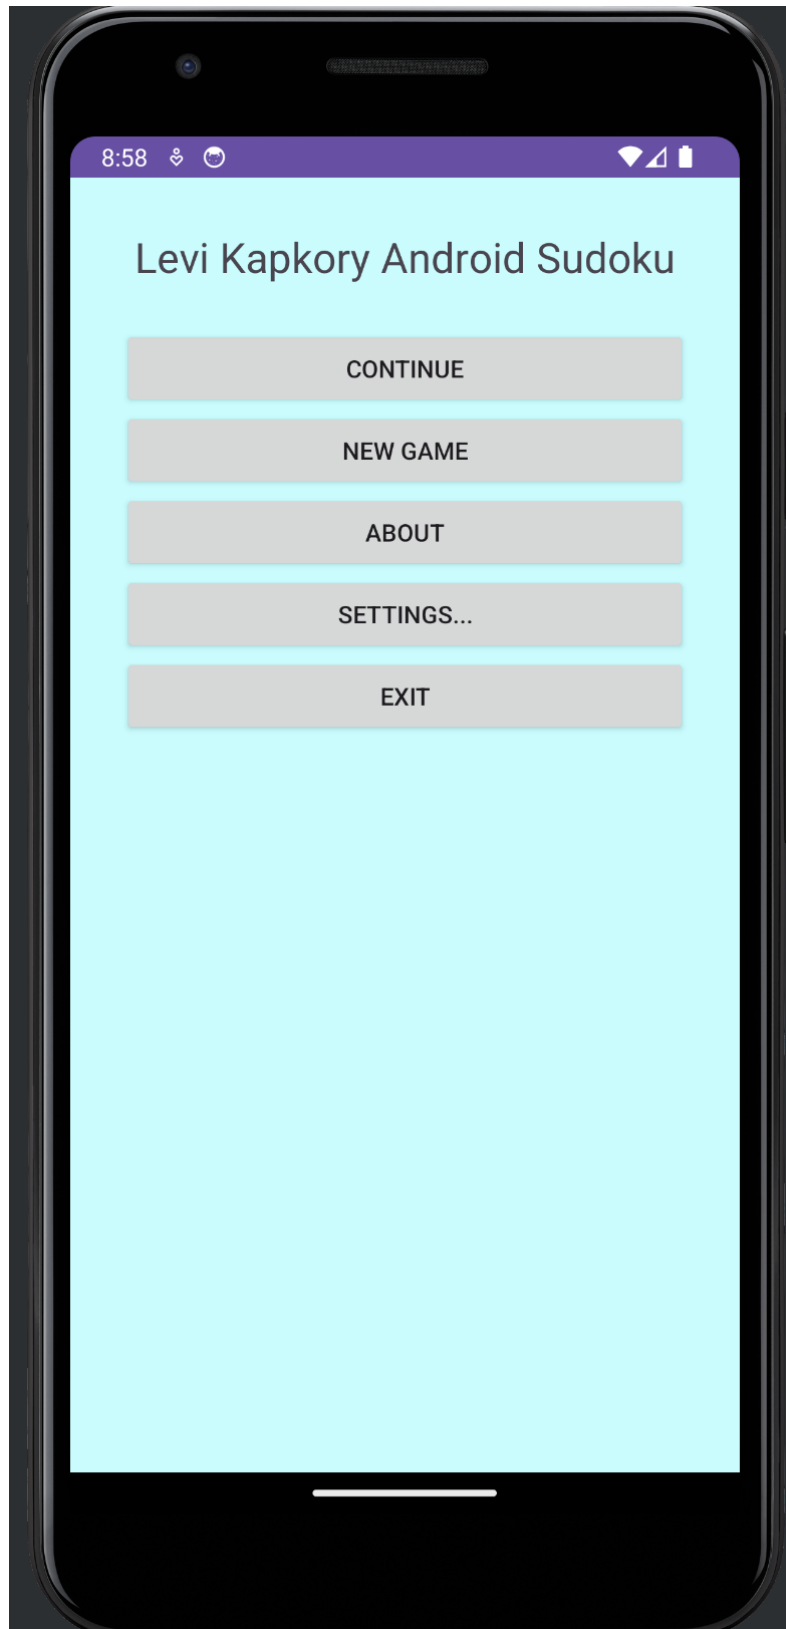 8:58
Levi Kapkory Android Sudoku
CONTINUE
NEW GAME
ABOUT
SETTINGS...
EXIT